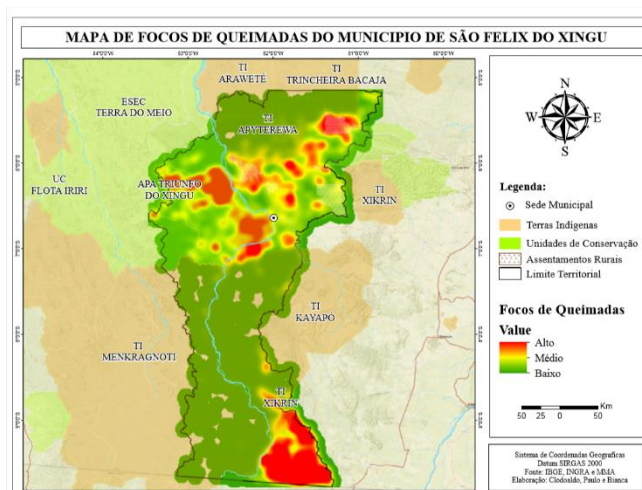 MAPA DE FOCOS DE QUEIMADAS DO MUNICIPIO DE SÃO FELIX DO XINGU
TI
ARAWETÉ
TI
TRINCHEIRA BACAJA
ESEC
TERRA DO MEIO
TI
APYTEREWA
UC
FLOTA IRIRI
APA TRIUNFO
DO XINGU
TI
XIKRIN
TI
KAYAPÓ
TI
MENKRAGNOTI
TI
XIKRIN
N
W
E
S
Legenda:
Sede Municipal
Terras Indígenas
Unidades de Conservação
Assentamentos Rurais
Limite Territorial
Focos de Queimadas
Value
Alto
Médio
Baixo
Km
50 25 0 50
Sistema de Coordenadas Geograficas
Datum SIRGAS 2000
Fonte: IBGE, INGRA e MMA
Elaboração: Clodoaldo, Paulo e Bianca